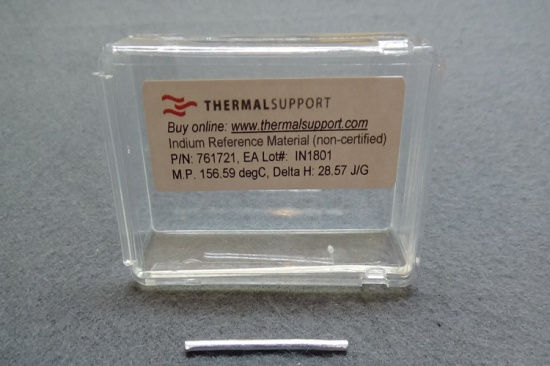 THERMALSUPPORT
Buy online: www.thermalsupport.com
Indium Reference Material (non-certified)
P/N: 761721, EA Lot#: IN1801
M.P. 156.59 degC, Delta H: 28.57 J/G